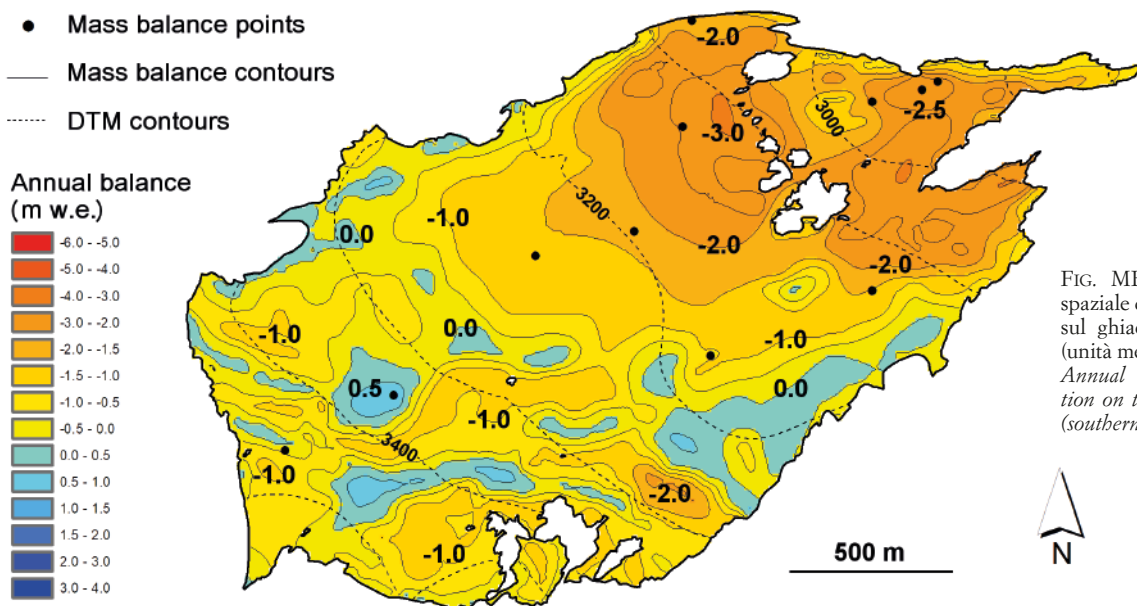 Mass balance points
Mass balance contours
DTM contours
Annual balance
(m w.e.)
-6.0 - -5.0
-5.0 - -4.0
-4.0 - -3.0
-3.0 - -2.0
-2.0 - -1.5
-1.5 - -1.0
-1.0 - -0.5
-0.5 - 0.0
0.0 - 0.5
0.5 - 1.0
1.0 - 1.5
1.5 - 2.0
2.0 - 3.0
3.0 - 4.0
-2.0
-2.5
3000
-3.0
3200
-1.0
0.0
-2.0
-2.0
-1.0
0.0
-1.0
0.5
0.0
-1.0
3400
-1.0
-2.0
-1.0
500 m
N
FIG. ME
spaziale
sul ghia
(unità m
Annual
tion on t
(southern